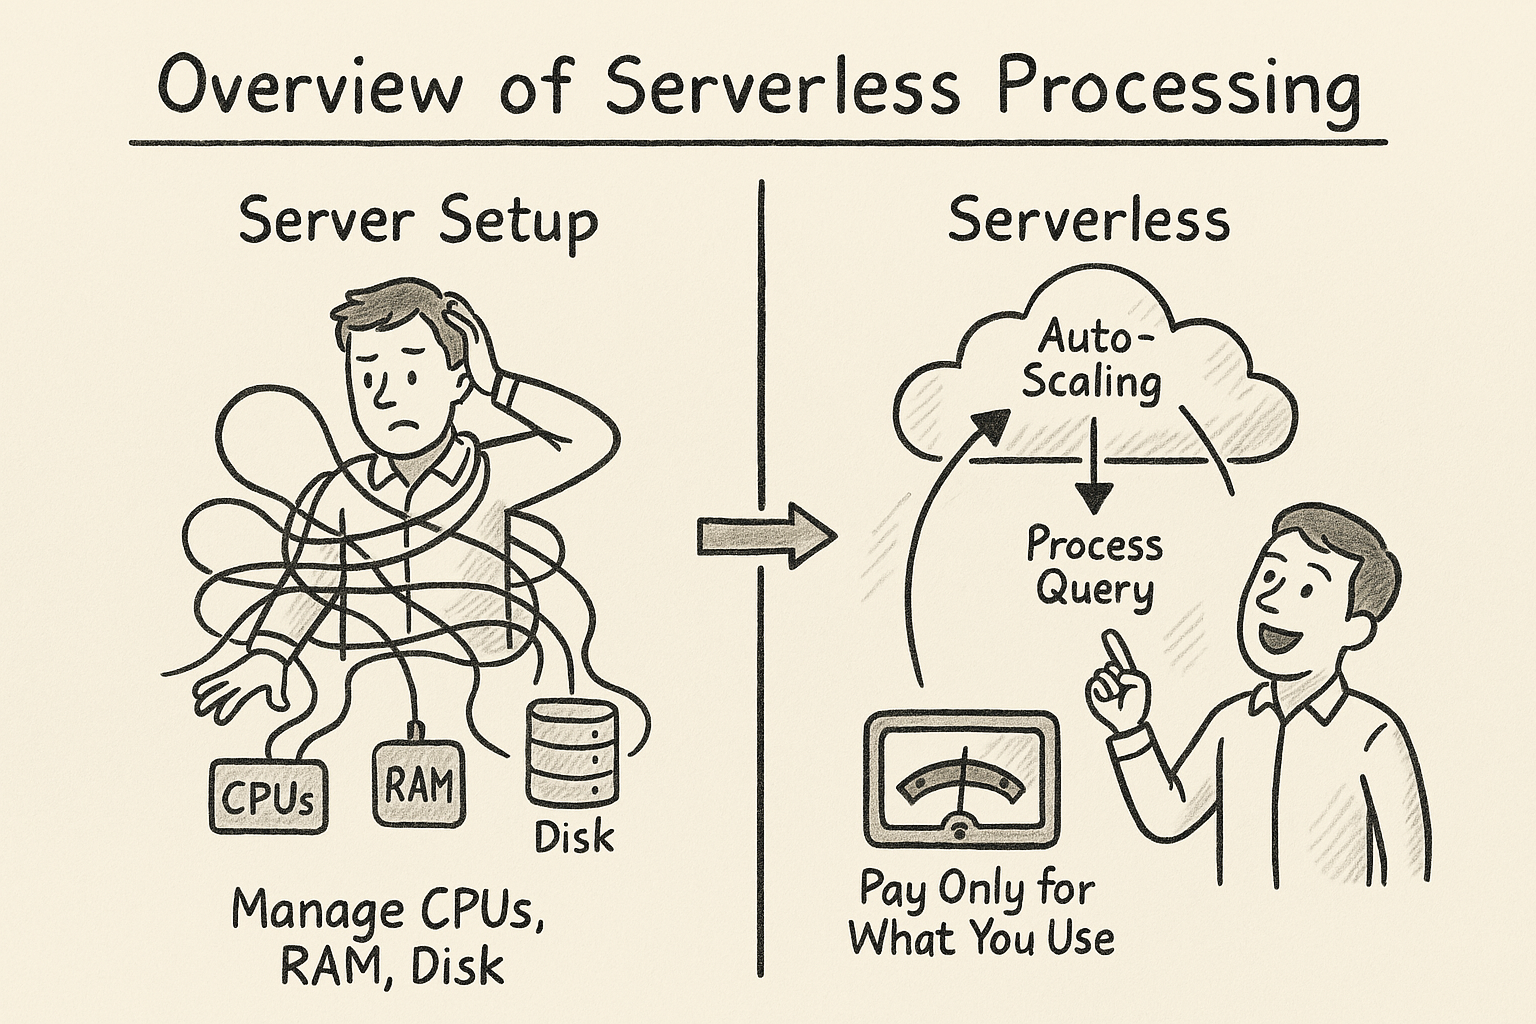 Overview of Serverless Processing
Server Setup
CPUs
RAM
Disk
Manage CPUs,
RAM, Disk
Serverless
Auto-
Scaling
Process
Query
Pay Only for
What You Use